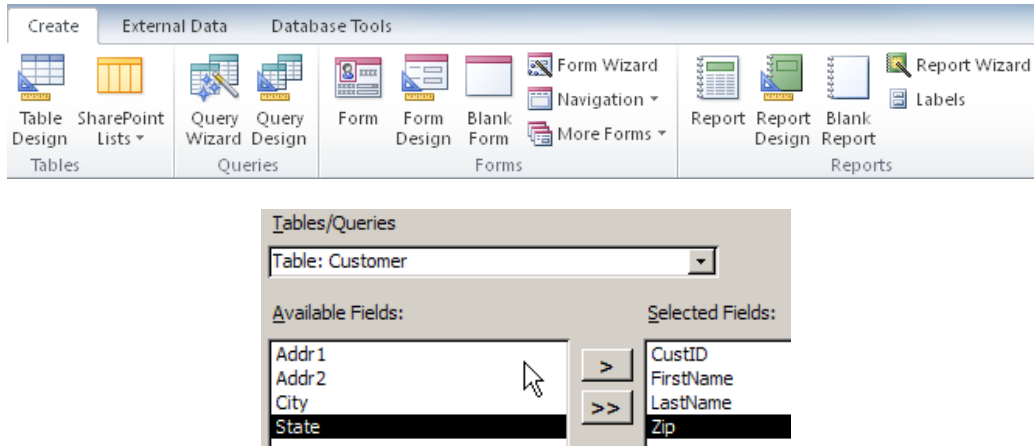 Create External Data Database Tools
Form Wizard Report Wizard
Navigation Labels
More Forms
Table SharePoint Query Query Form Form Blank Report Report Blank
Design Lists Wizard Design Design Form Design Report
Tables Queries Forms Reports
Tables/Queries
Table: Customer
Available Fields: Selected Fields:
Addr1 > CustID
Addr2 FirstName
City >> LastName
State Zip